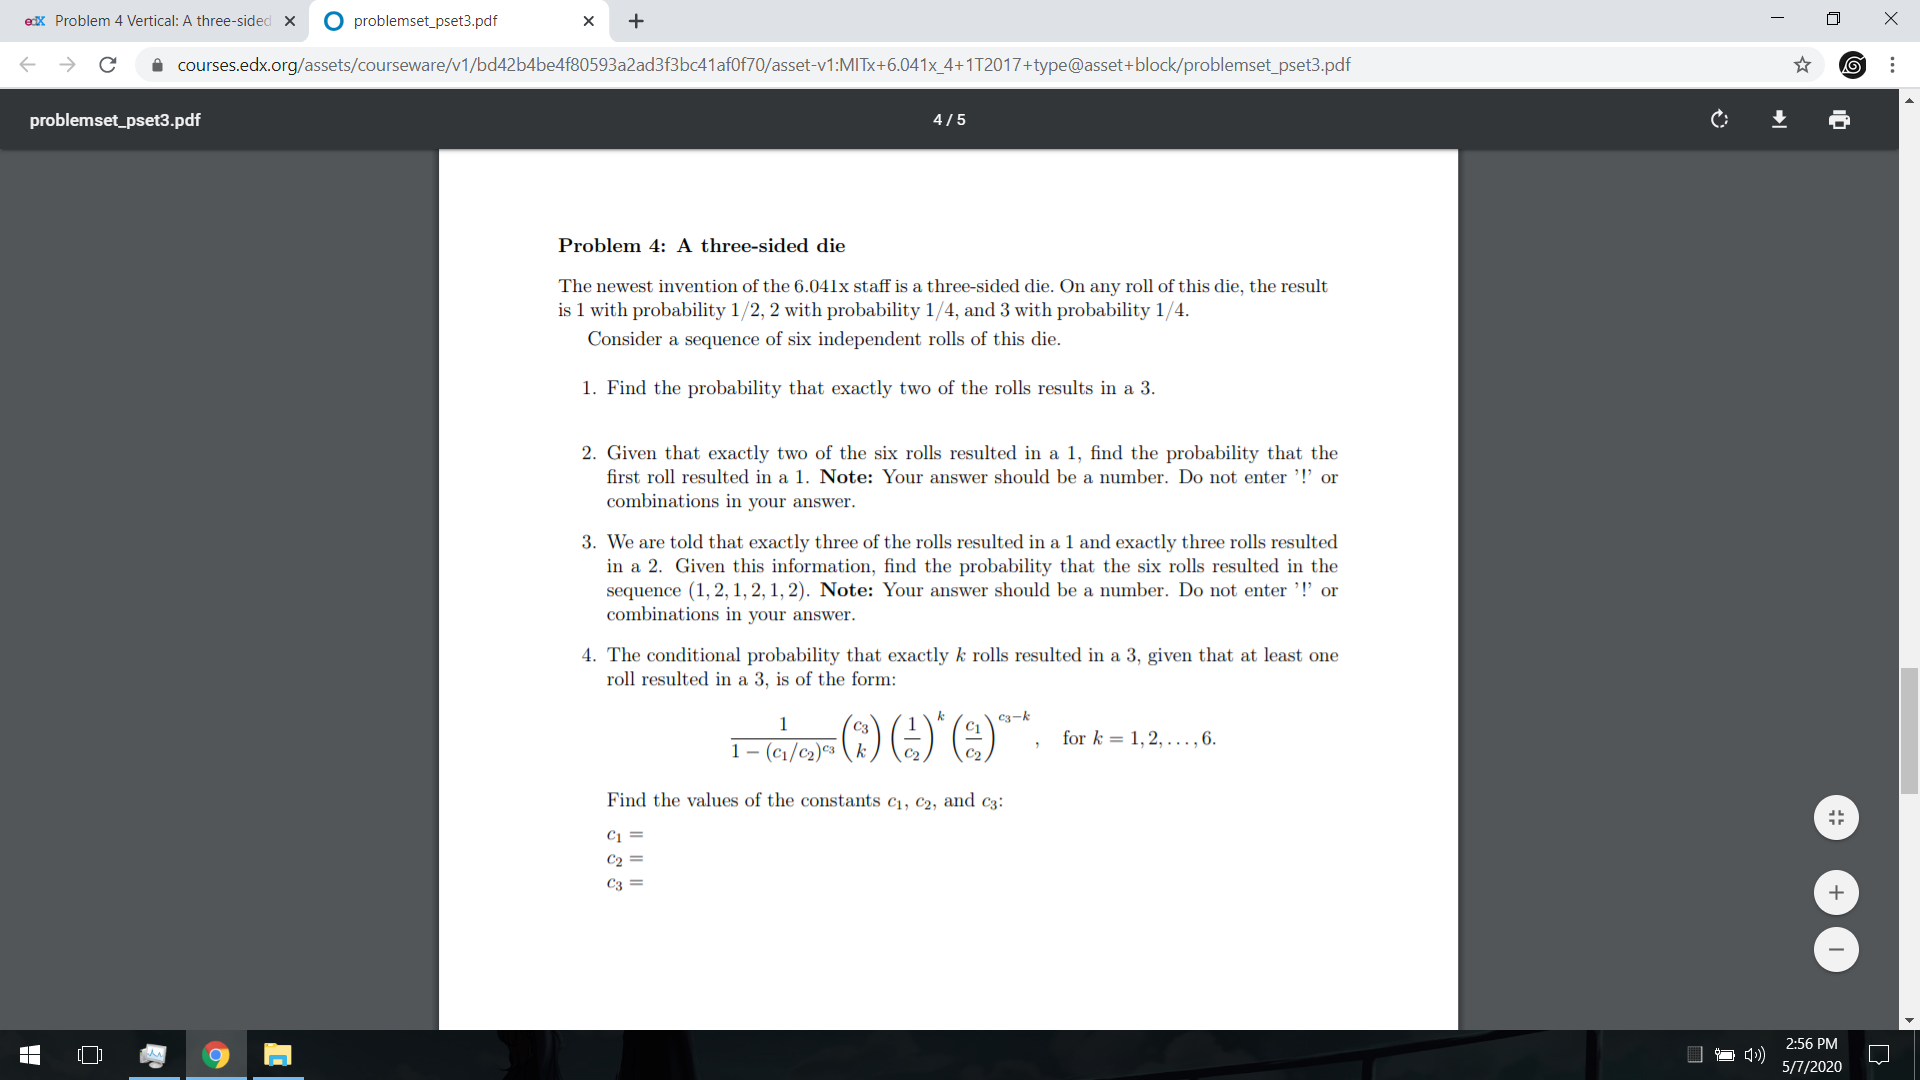 edX Problem 4 Vertical: A three-sided
problemset_pset3.pdf
courses.edx.org/assets/courseware/v1/bd42b4be4f80593a2ad3f3bc41af0f70/asset-v1:MITx+6.041x_4+1T2017+type@asset+block/problemset_pset3.pdf
problemset_pset3.pdf
4 / 5
Problem 4: A three-sided die
The newest invention of the 6.041x staff is a three-sided die. On any roll of this die, the result
is 1 with probability 1/2, 2 with probability 1/4, and 3 with probability 1/4.
Consider a sequence of six independent rolls of this die.
1. Find the probability that exactly two of the rolls results in a 3.
2. Given that exactly two of the six rolls resulted in a 1, find the probability that the
first roll resulted in a 1. Note: Your answer should be a number. Do not enter '!' or
combinations in your answer.
3. We are told that exactly three of the rolls resulted in a 1 and exactly three rolls resulted
in a 2. Given this information, find the probability that the six rolls resulted in the
sequence (1, 2, 1, 2, 1, 2). Note: Your answer should be a number. Do not enter '!' or
combinations in your answer.
4. The conditional probability that exactly k rolls resulted in a 3, given that at least one
roll resulted in a 3, is of the form:
\frac{1}{1 - (c_1/c_2)^{c_3}} \binom{c_3}{k} \left(\frac{1}{c_2}\right)^k \left(\frac{c_1}{c_2}\right)^{c_3-k}, for k = 1, 2, . . . , 6.
Find the values of the constants c₁, c₂, and c₃:
c₁ =
c₂ =
c₃ =
2:56 PM
5/7/2020